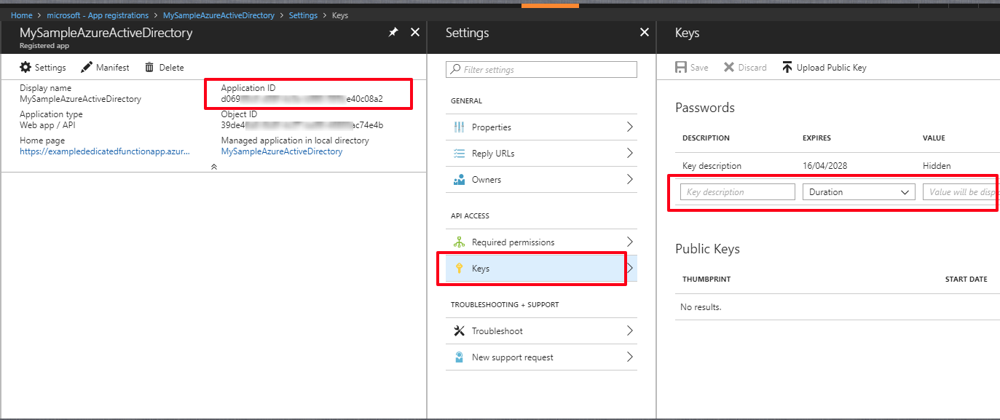 Home > microsoft - App registrations > MySampleAzureActiveDirectory > Settings > Keys
MySampleAzureActiveDirectory
Registered app
Settings
Manifest
Delete
Display name
MySampleAzureActiveDirectory
Application ID
d069 e40c08a2
Application type
Web app / API
Object ID
39de4 ac74e4b
Home page
https://exampledededicatedfunctionapp.azur...
Managed application in local directory
MySampleAzureActiveDirectory
Settings
Filter settings
GENERAL
Properties
Reply URLs
Owners
API ACCESS
Required permissions
Keys
TROUBLESHOOTING + SUPPORT
Troubleshoot
New support request
Keys
Save
Discard
Upload Public Key
Passwords
DESCRIPTION EXPIRES VALUE
Key description 16/04/2028 Hidden
Key description Duration Value will be disp
Public Keys
THUMBPRINT START DATE
No results.